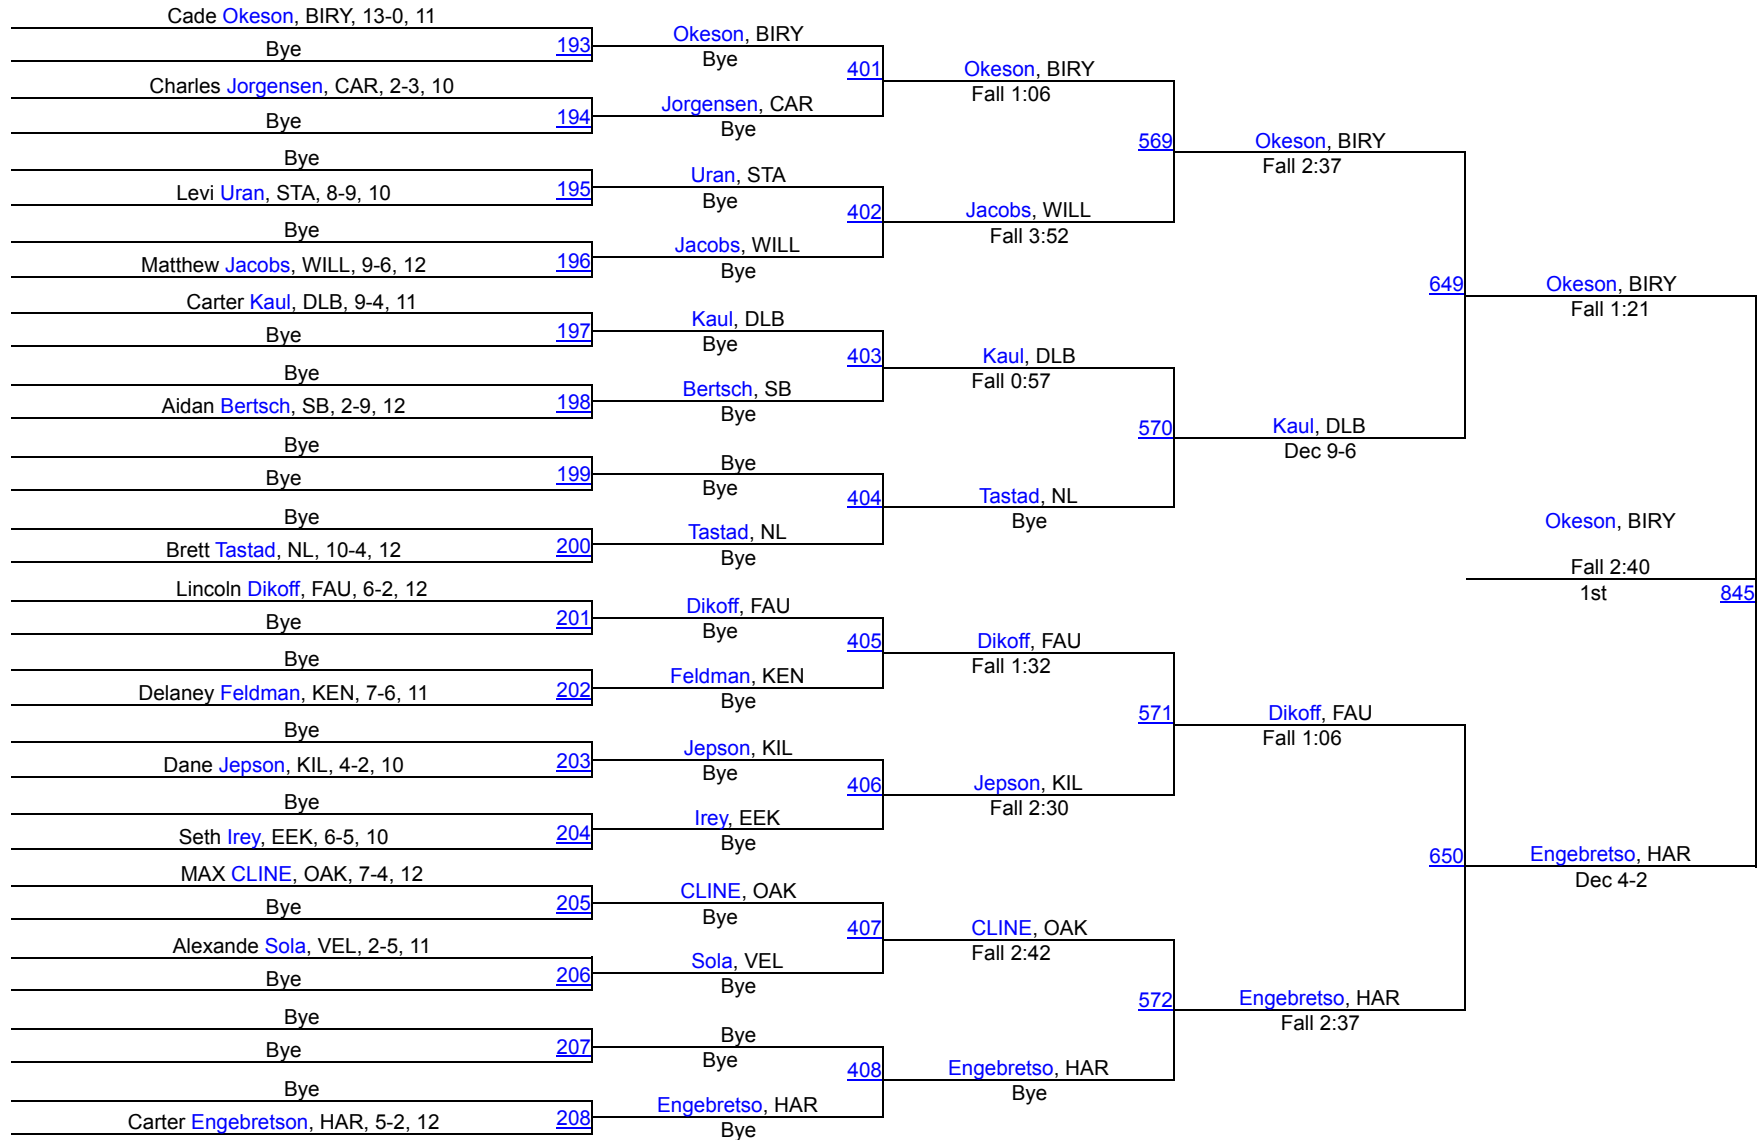 Cade Okeson, BIRY, 13-0, 11
Bye
193
Charles Jorgensen, CAR, 2-3, 10
Bye
194
Bye
Levi Uran, STA, 8-9, 10
195
Bye
Matthew Jacobs, WILL, 9-6, 12
196
Carter Kaul, DLB, 9-4, 11
Bye
197
Bye
Aidan Bertsch, SB, 2-9, 12
198
Bye
Bye
199
Bye
Brett Tastad, NL, 10-4, 12
200
Lincoln Dikoff, FAU, 6-2, 12
Bye
201
Bye
Delaney Feldman, KEN, 7-6, 11
202
Bye
Dane Jepson, KIL, 4-2, 10
203
Bye
Seth Irey, EEK, 6-5, 10
204
MAX CLINE, OAK, 7-4, 12
Bye
205
Alexande Sola, VEL, 2-5, 11
Bye
206
Bye
Bye
207
Bye
Carter Engebretson, HAR, 5-2, 12
208
Okeson, BIRY
Bye
401
Jorgensen, CAR
Bye
Uran, STA
Bye
402
Jacobs, WILL
Bye
Kaul, DLB
Bye
403
Bertsch, SB
Bye
Bye
Bye
404
Tastad, NL
Bye
Dikoff, FAU
Bye
405
Feldman, KEN
Bye
Jepson, KIL
Bye
406
Irey, EEK
Bye
CLINE, OAK
Bye
407
Sola, VEL
Bye
Bye
Bye
408
Engebretso, HAR
Bye
Okeson, BIRY
Fall 1:06
569
Jacobs, WILL
Fall 3:52
Kaul, DLB
Fall 0:57
570
Tastad, NL
Bye
Dikoff, FAU
Fall 1:32
571
Jepson, KIL
Fall 2:30
CLINE, OAK
Fall 2:42
572
Engebretso, HAR
Bye
Okeson, BIRY
Fall 2:37
649
Kaul, DLB
Dec 9-6
Dikoff, FAU
Fall 1:06
650
Engebretso, HAR
Fall 2:37
Okeson, BIRY
Fall 1:21
Okeson, BIRY
Fall 2:40
1st
845
Engebretso, HAR
Dec 4-2